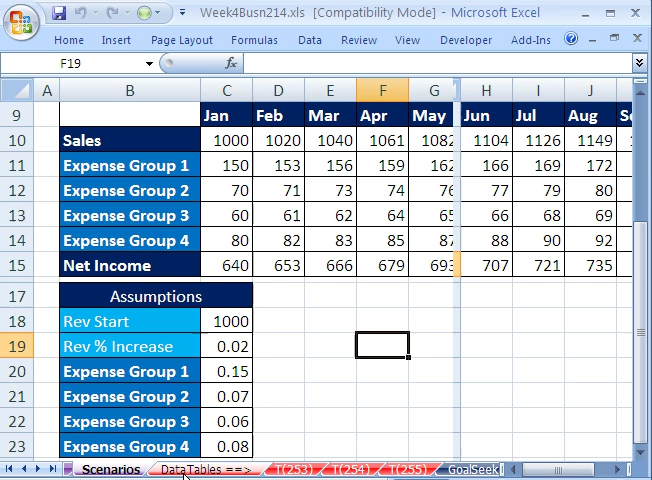 Week4Busn214.xls [Compatibility Mode] - Microsoft Excel
Home Insert Page Layout Formulas Data Review View Developer Add-Ins
F19 fx
A B C D E F G H I J K
9 Jan Feb Mar Apr May Jun Jul Aug
10 Sales 1000 1020 1040 1061 1082 1104 1126 1149
11 Expense Group 1 150 153 156 159 162 166 169 172
12 Expense Group 2 70 71 73 74 76 77 79 80
13 Expense Group 3 60 61 62 64 65 66 68 69
14 Expense Group 4 80 82 83 85 87 88 90 92
15 Net Income 640 653 666 679 693 707 721 735
17 Assumptions
18 Rev Start 1000
19 Rev % Increase 0.02
20 Expense Group 1 0.15
21 Expense Group 2 0.07
22 Expense Group 3 0.06
23 Expense Group 4 0.08
Scenarios DataTables ==> T(253) T(254) T(255) GoalSeek